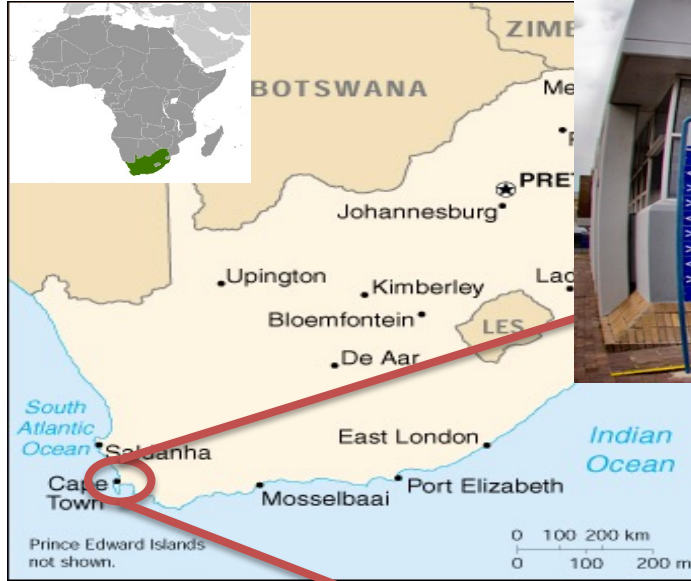 ZIMB
BOTSWANA
Me
PRET
Johannesburg
Upington
Kimberley
Lad
Bloemfontein
LES
De Aar
South
Atlantic
Ocean
Saldanha
East London
Indian
Ocean
Cape
Town
Mosselbaai
Port Elizabeth
Prince Edward Islands
not shown.
0 100 200 km
0 100 200 m